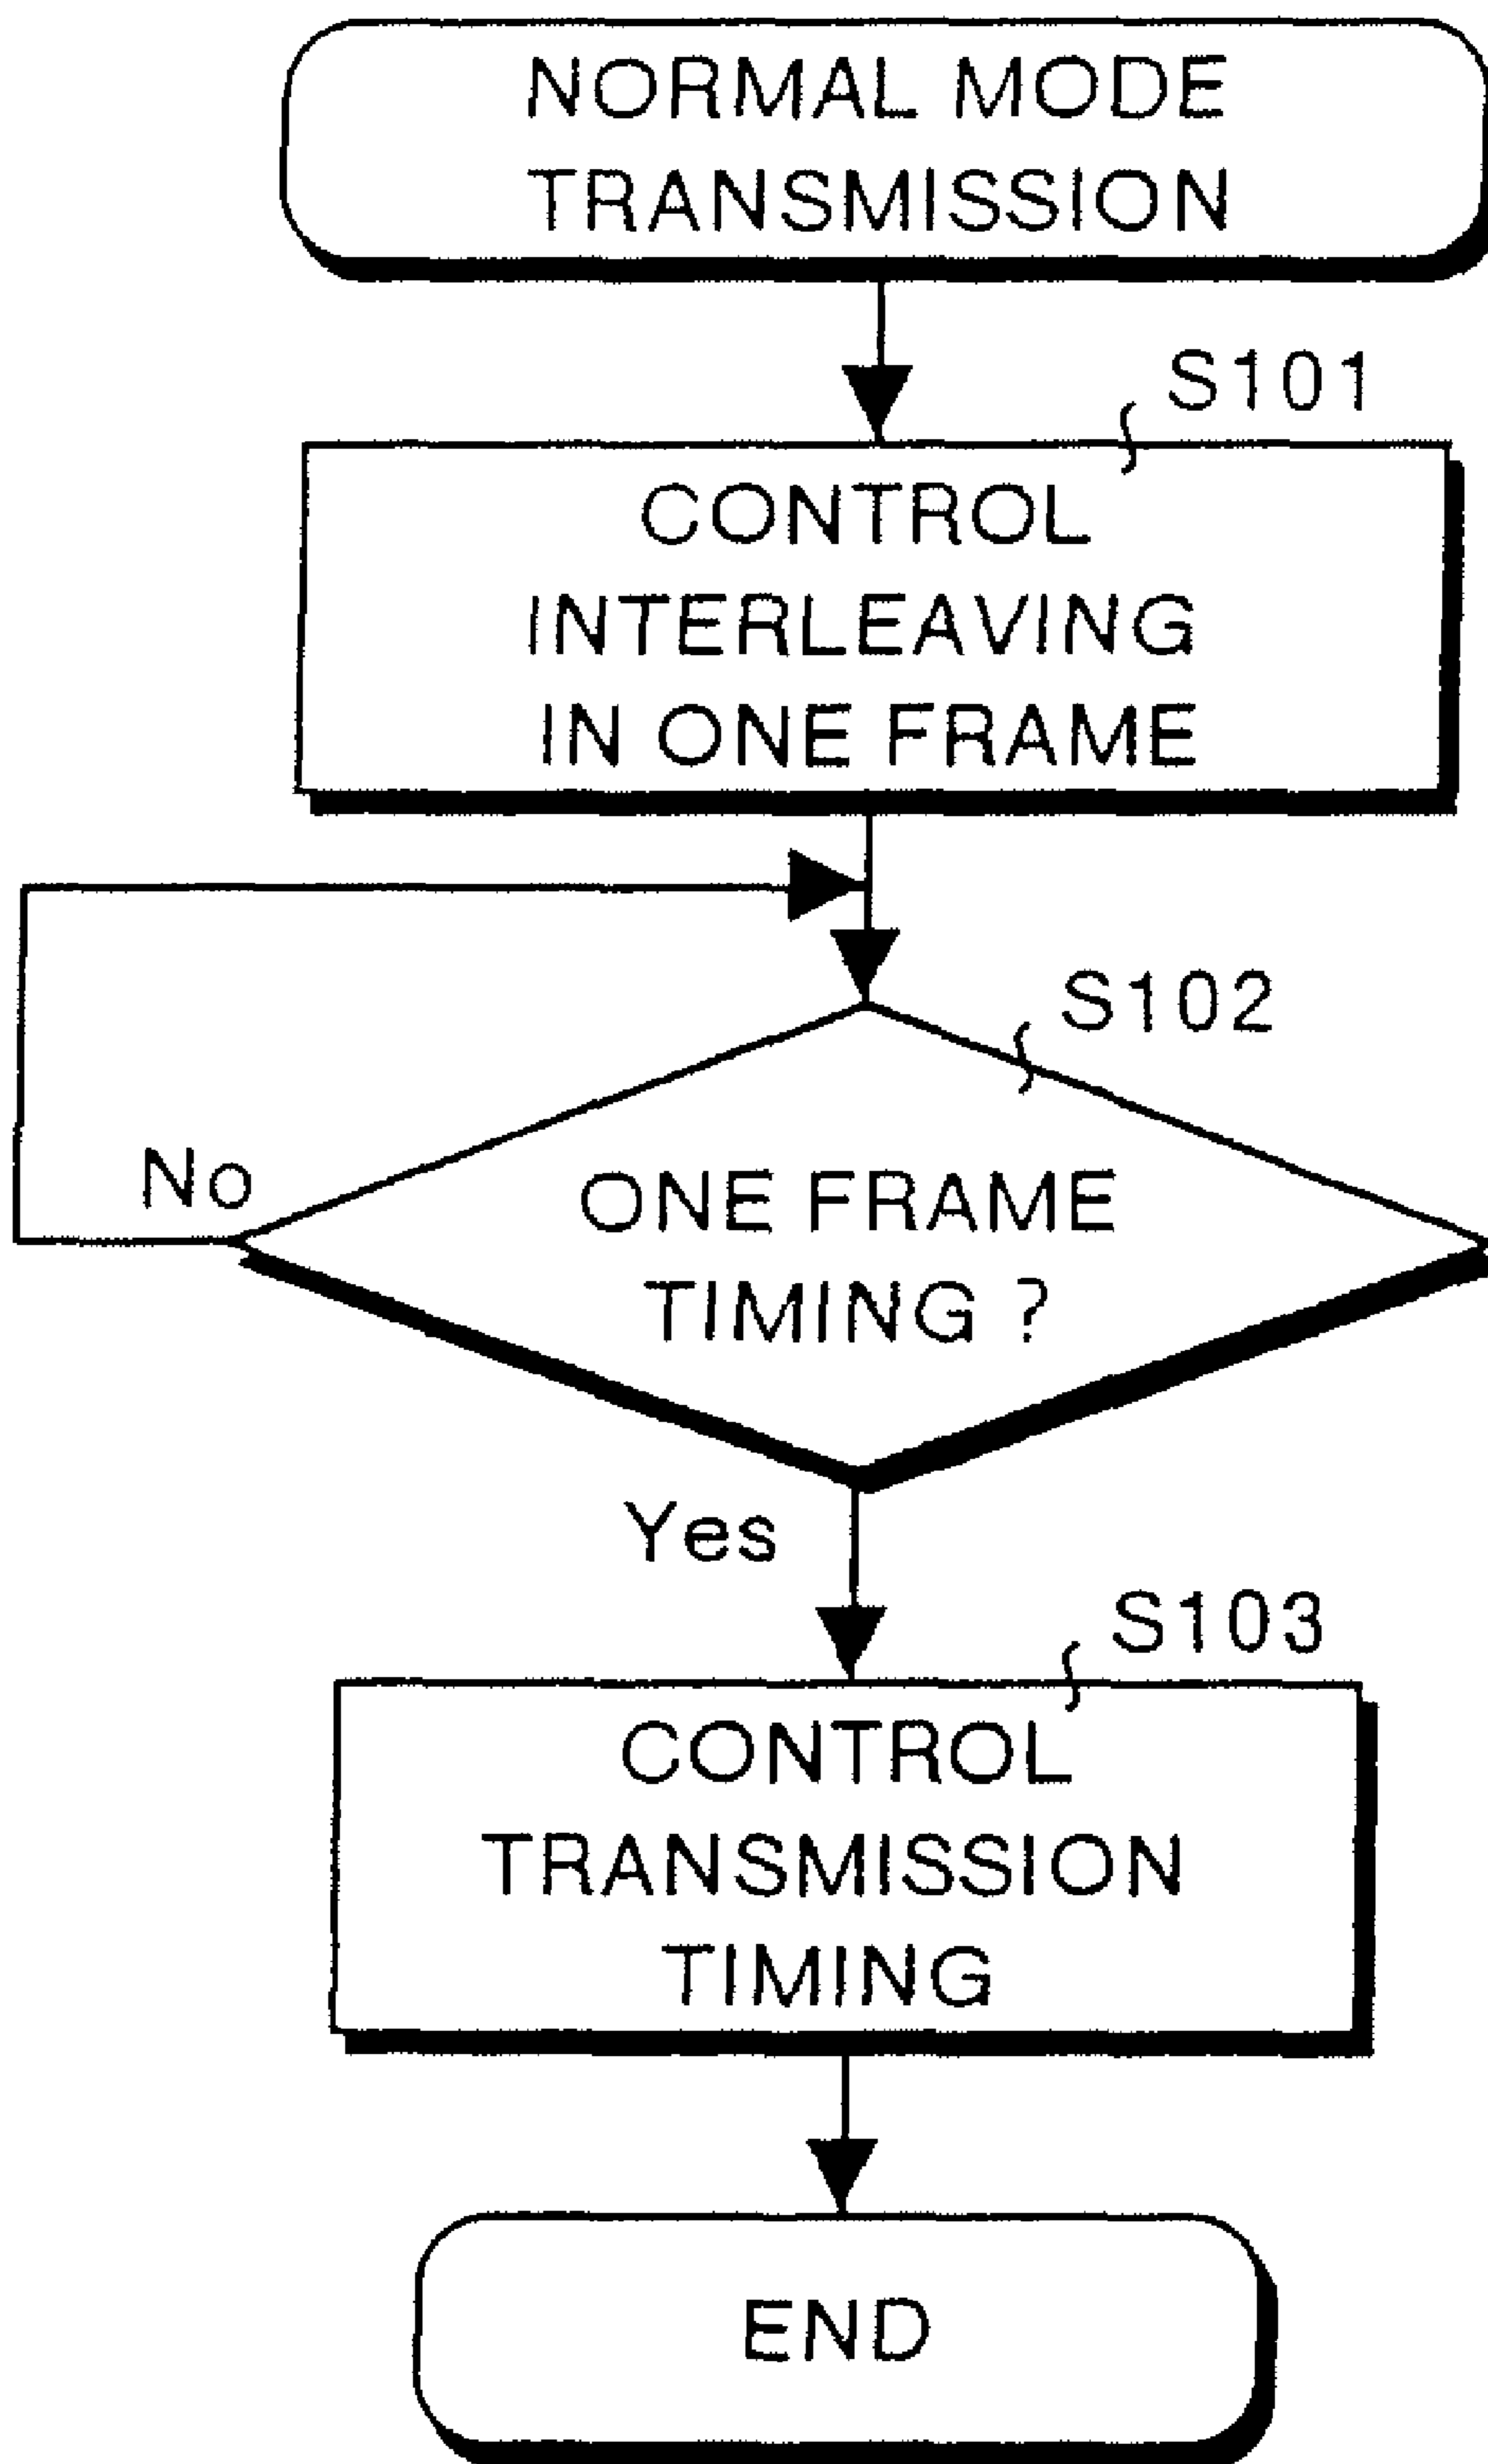 NORMAL MODE
TRANSMISSION
S101
CONTROL
INTERLEAVING
IN ONE FRAME
S102
No
ONE FRAME
TIMING ?
Yes
S103
CONTROL
TRANSMISSION
TIMING
END